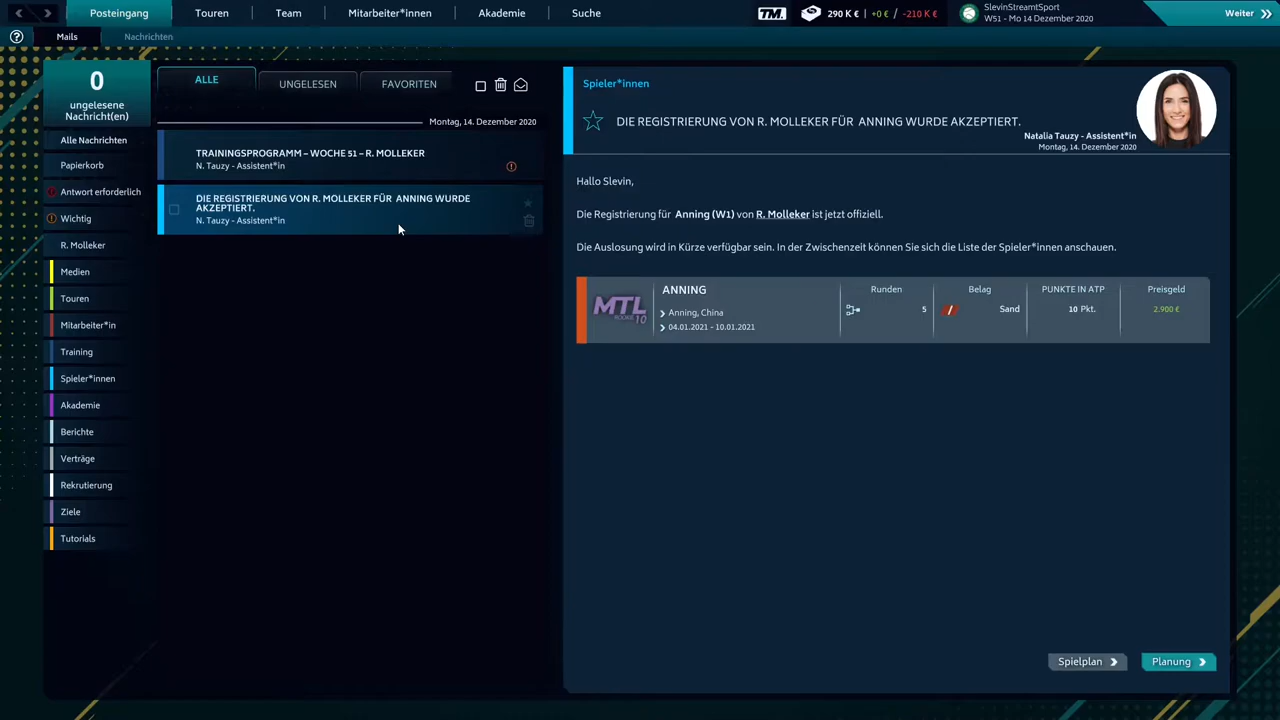 Posteingang Touren Team Mitarbeiter*innen Akademie Suche
TM. 290 K € | +0 € / -210 K €
SlevinStreamtSport
W51 - Mo 14 Dezember 2020
Weiter
Mails Nachrichten
0
ungelesene
Nachricht(en)
Alle Nachrichten
Papierkorb
Antwort erforderlich
Wichtig
R. Molleker
Medien
Touren
Mitarbeiter*in
Training
Spieler*innen
Akademie
Berichte
Verträge
Rekrutierung
Ziele
Tutorials
ALLE UNGELESEN FAVORITEN
Montag, 14. Dezember 2020
TRAININGSPROGRAMM – WOCHE 51 – R. MOLLEKER
N. Tauzy - Assistent*in
DIE REGISTRIERUNG VON R. MOLLEKER FÜR ANNING WURDE
AKZEPTIERT.
N. Tauzy - Assistent*in
Spieler*innen
DIE REGISTRIERUNG VON R. MOLLEKER FÜR ANNING WURDE AKZEPTIERT.
Natalia Tauzy - Assistent*in
Montag, 14. Dezember 2020
Hallo Slevin,
Die Registrierung für Anning (W1) von R. Molleker ist jetzt offiziell.
Die Auslosung wird in Kürze verfügbar sein. In der Zwischenzeit können Sie sich die Liste der Spieler*innen anschauen.
MTL
ROOKIE 10
ANNING
Anning, China
04.01.2021 - 10.01.2021
Runden
5
Belag
Sand
PUNKTE IN ATP
10 Pkt.
Preisgeld
2.900 €
Spielplan
Planung